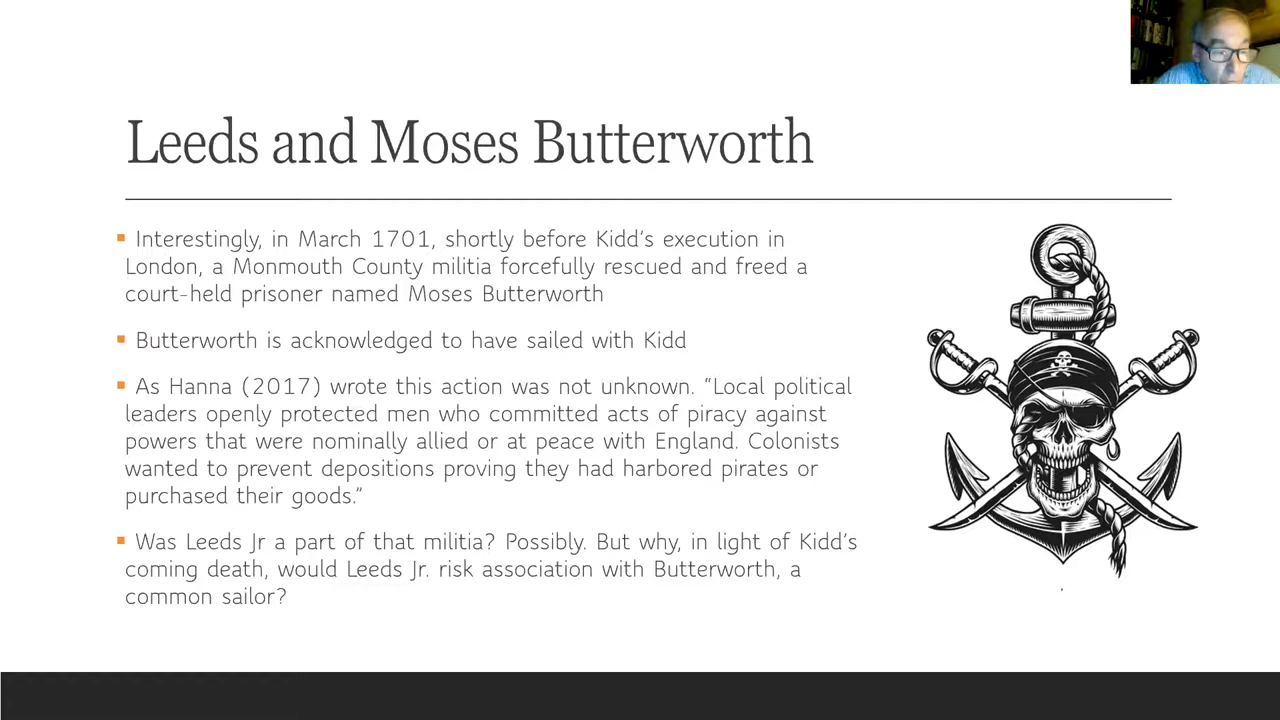 Leeds and Moses Butterworth
▪ Interestingly, in March 1701, shortly before Kidd's execution in
London, a Monmouth County militia forcefully rescued and freed a
court-held prisoner named Moses Butterworth
▪ Butterworth is acknowledged to have sailed with Kidd
▪ As Hanna (2017) wrote this action was not unknown. “Local political
leaders openly protected men who committed acts of piracy against
powers that were nominally allied or at peace with England. Colonists
wanted to prevent depositions proving they had harbored pirates or
purchased their goods.”
▪ Was Leeds Jr a part of that militia? Possibly. But why, in light of Kidd's
coming death, would Leeds Jr. risk association with Butterworth, a
common sailor?